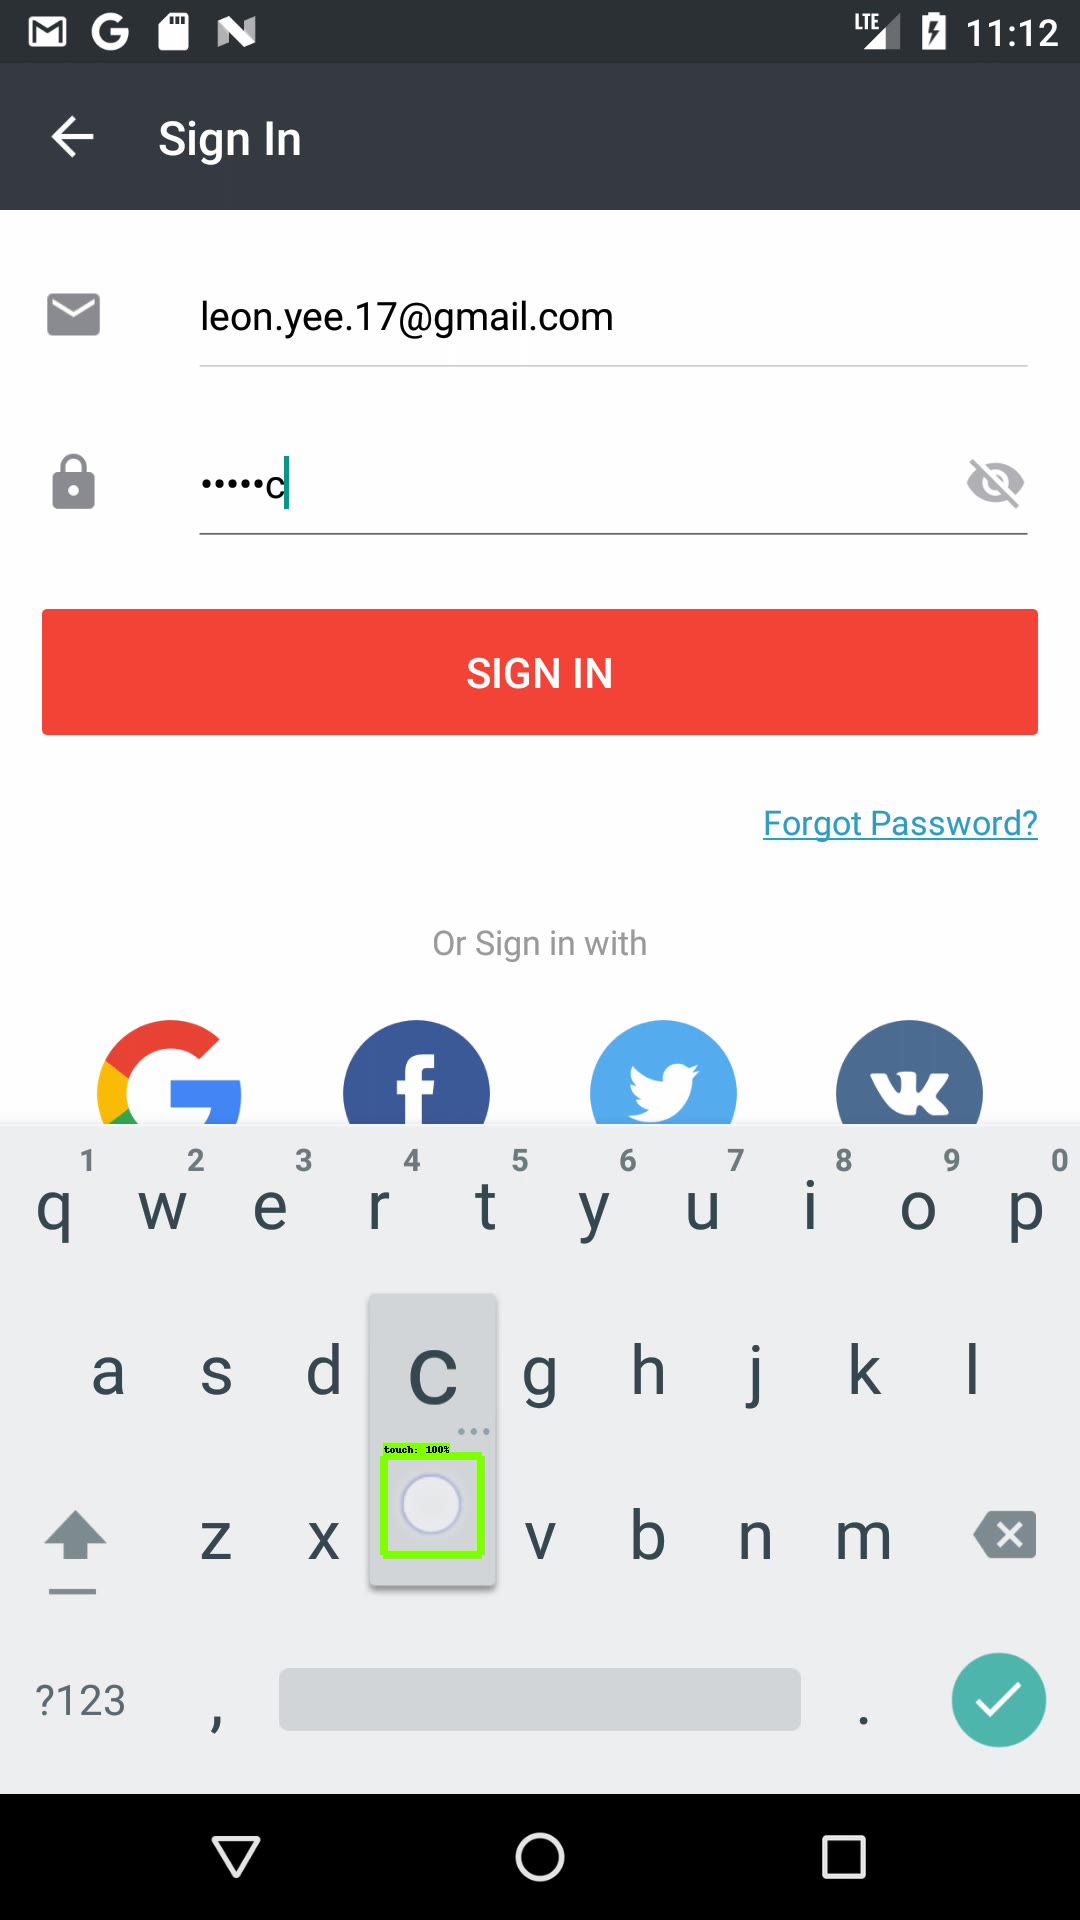 LTE 11:12
Sign In
leon.yee.17@gmail.com
•••••c
SIGN IN
Forgot Password?
Or Sign in with
1 2 3 4 5 6 7 8 9 0
q w e r t y u i o p
a s d c g h j k l
touch: 100%
z x v b n m
?123 , .